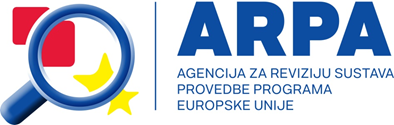 ARPA
AGENCIJA ZA REVIZIJU SUSTAVA
PROVEDBE PROGRAMA
EUROPSKE UNIJE